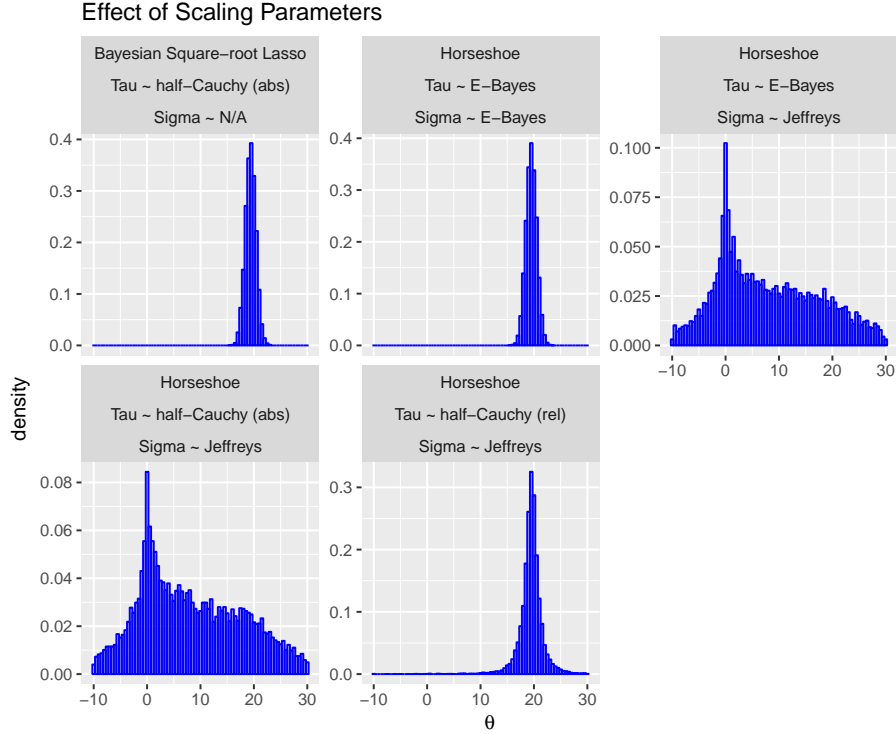 Effect of Scaling Parameters
Bayesian Square−root Lasso
Tau ~ half−Cauchy (abs)
Sigma ~ N/A
Horseshoe
Tau ~ E−Bayes
Sigma ~ E−Bayes
Horseshoe
Tau ~ E−Bayes
Sigma ~ Jeffreys
0.4
0.3
0.2
0.1
0.0
0.4
0.3
0.2
0.1
0.0
0.100
0.075
0.050
0.025
0.000
−10 0 10 20 30
density
Horseshoe
Tau ~ half−Cauchy (abs)
Sigma ~ Jeffreys
Horseshoe
Tau ~ half−Cauchy (rel)
Sigma ~ Jeffreys
0.08
0.06
0.04
0.02
0.00
0.3
0.2
0.1
0.0
−10 0 10 20 30
−10 0 10 20 30
θ